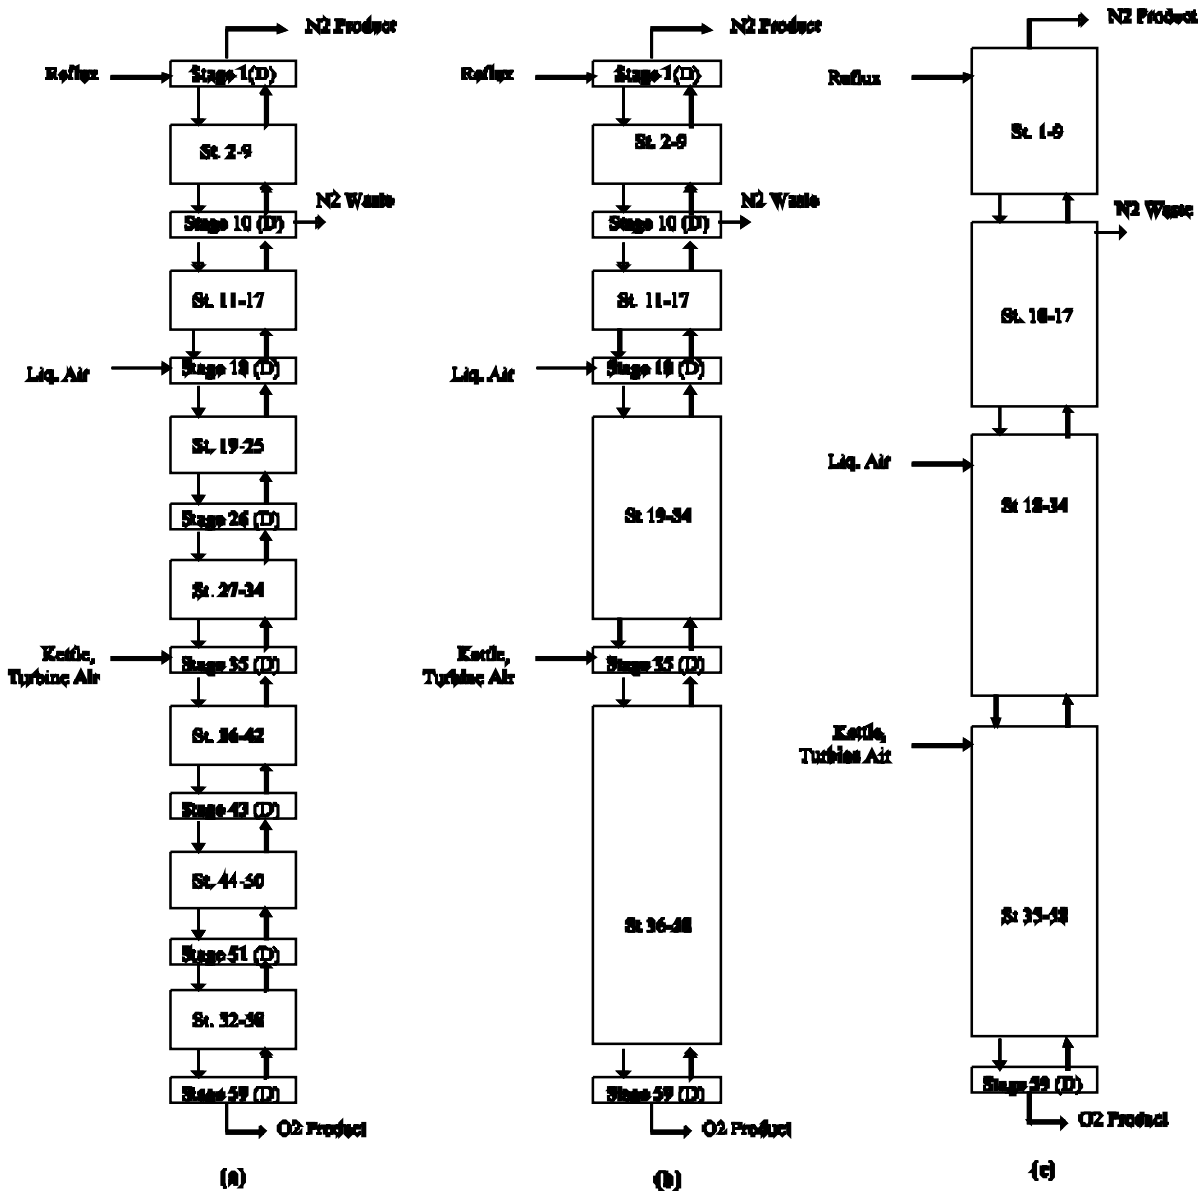 N2 Product
Reflux
Stage 1(D)
St. 2-9
N2 Waste
Stage 10 (D)
St. 11-17
Liq. Air
Stage 18 (D)
St. 19-25
Stage 26 (D)
St. 27-34
Kettle,
Turbine Air
Stage 35 (D)
St. 36-42
Stage 43 (D)
St. 44-50
Stage 51 (D)
St. 52-58
Stage 59 (D)
O2 Product
(a)
N2 Product
Reflux
Stage 1(D)
St. 2-9
N2 Waste
Stage 10 (D)
St. 11-17
Liq. Air
Stage 18 (D)
St 19-34
Kettle,
Turbine Air
Stage 35 (D)
St 36-58
Stage 59 (D)
O2 Product
(b)
N2 Product
Reflux
St. 1-9
N2 Waste
St. 10-17
Liq. Air
St 18-34
Kettle,
Turbine Air
St 35-58
Stage 59 (D)
O2 Product
(c)